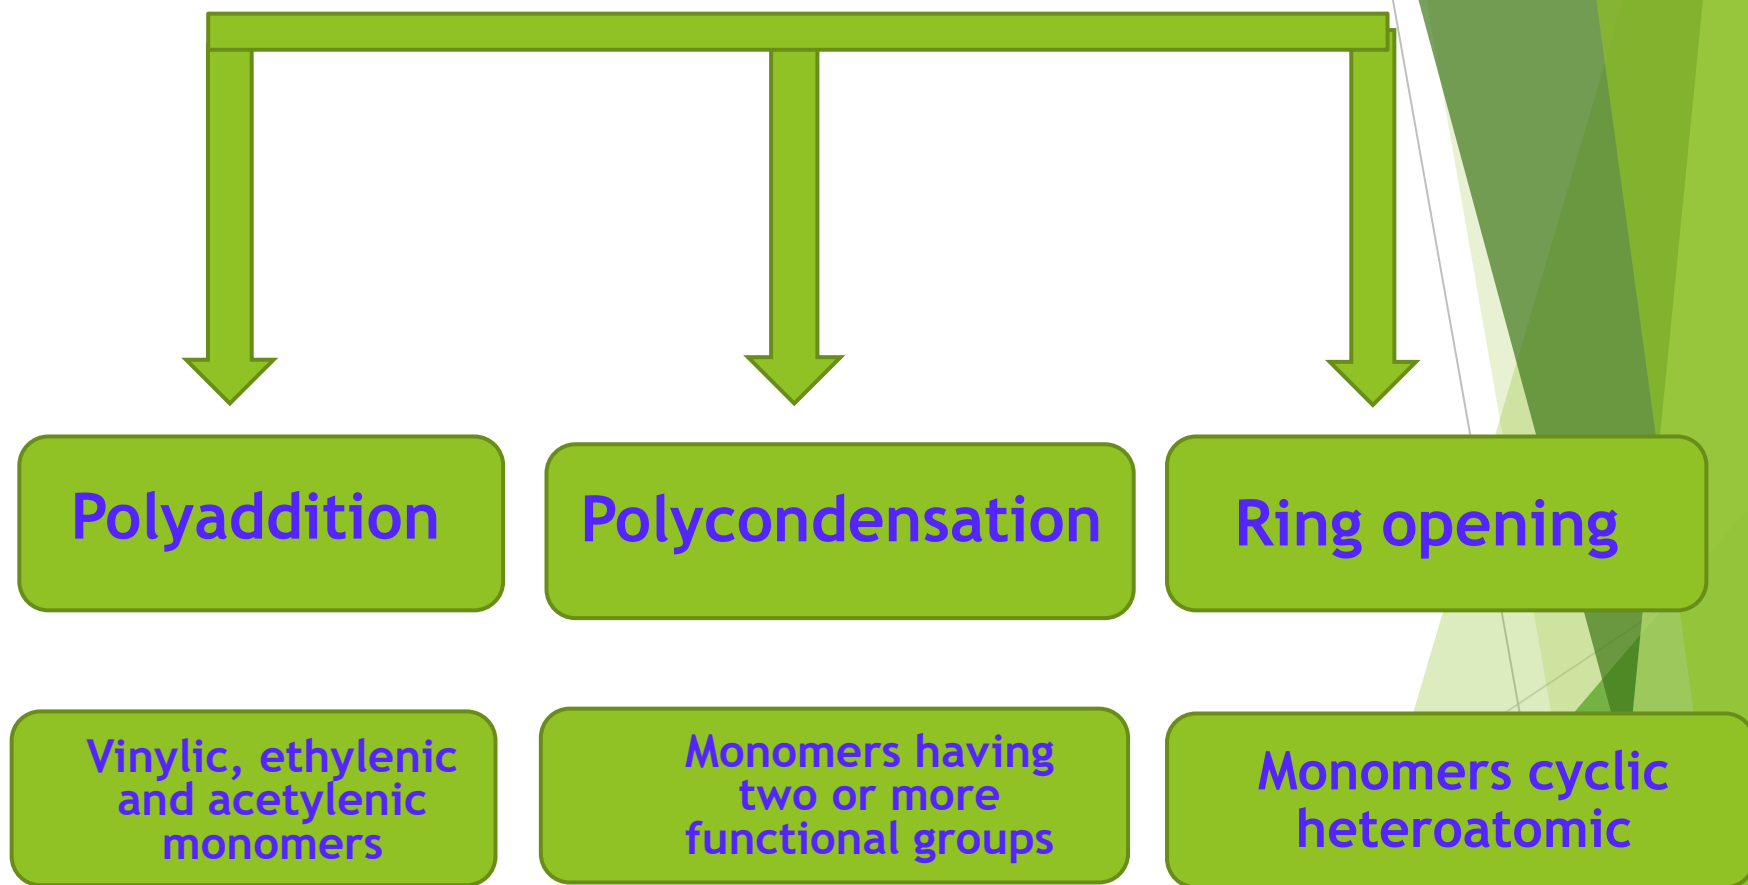 Polyaddition
Polycondensation
Ring opening
Vinylic, ethylenic
and acetylenic
monomers
Monomers having
two or more
functional groups
Monomers cyclic
heteroatomic